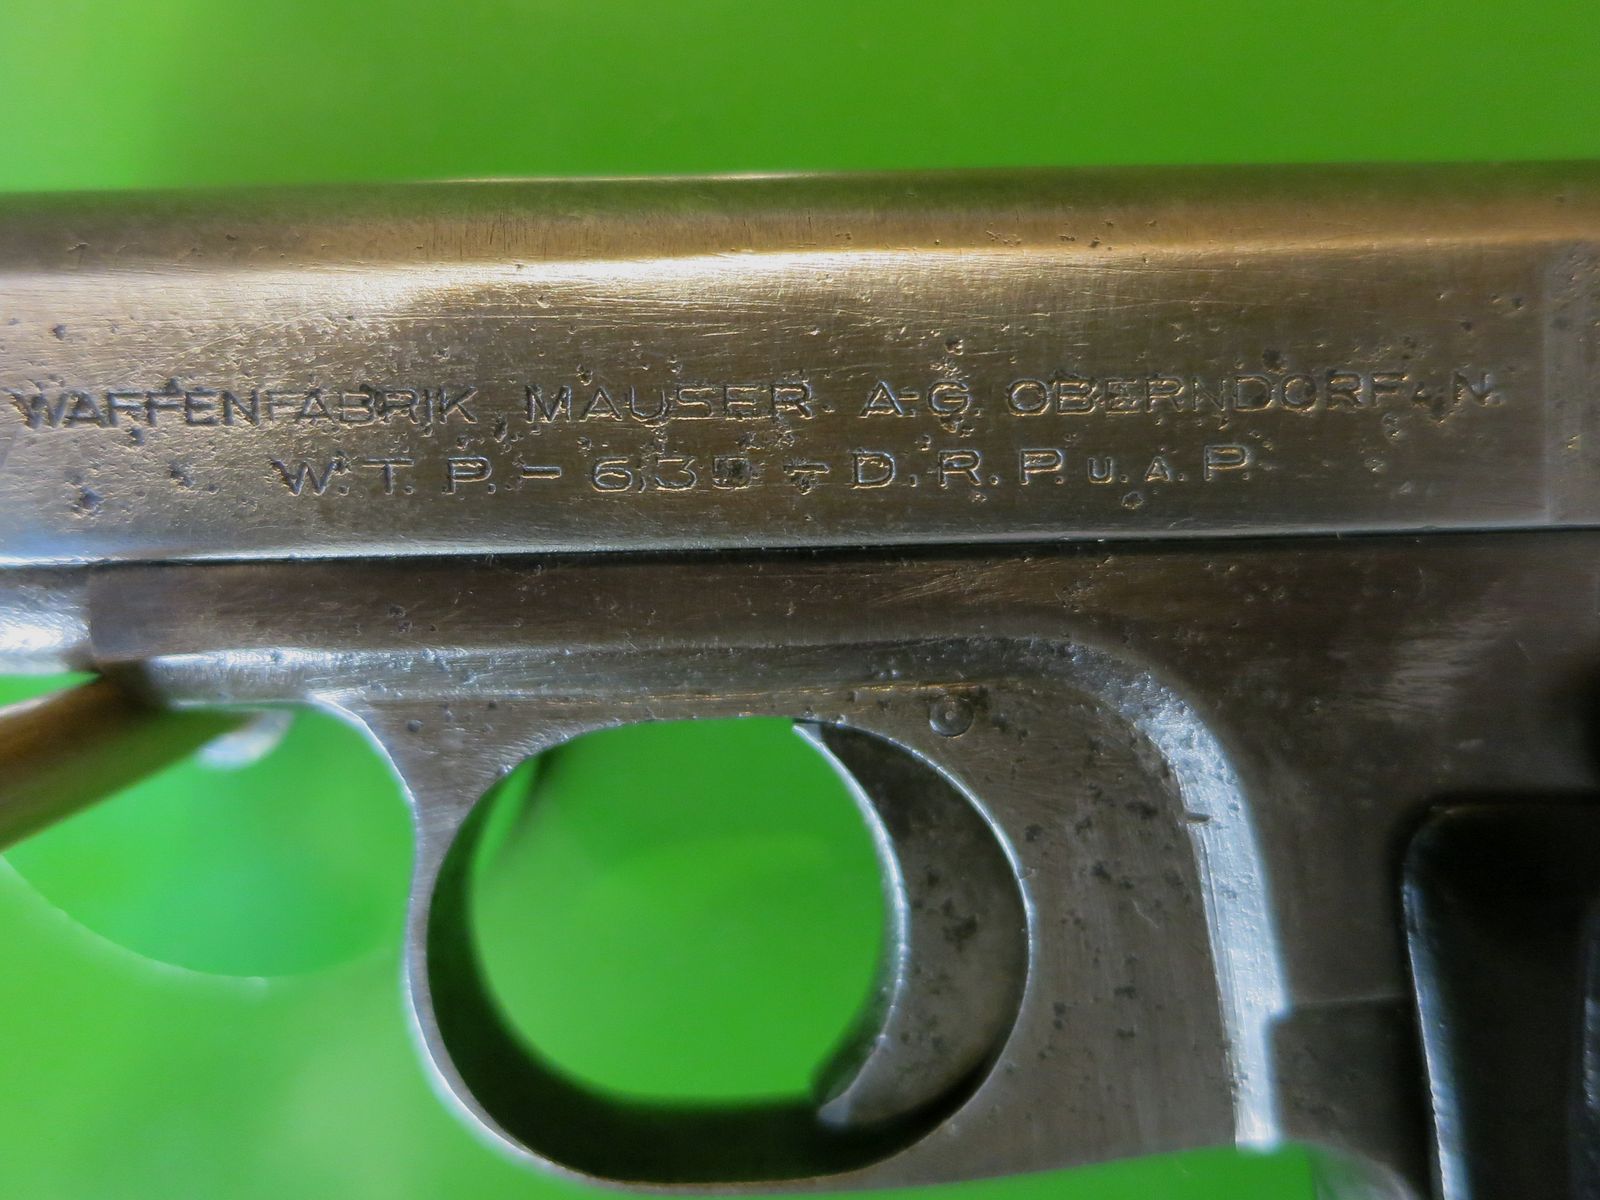 WAFFENFABRIK MAUSER A-G. OBERNDORF a. N.
W.T.P.-6,35-D.R.P.U.A.P.